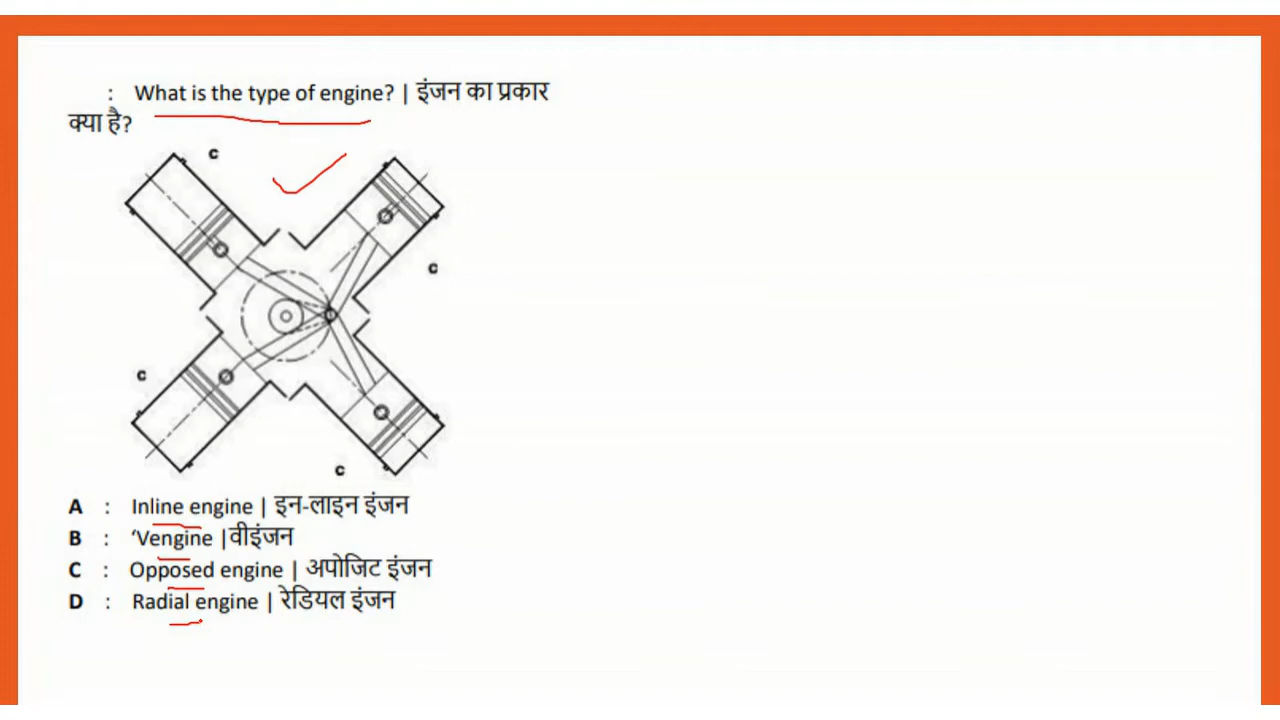 : What is the type of engine? | इंजन का प्रकार
क्या है?
c
c
c
c
A : Inline engine | इन-लाइन इंजन
B : ‘Vengine |वीइंजन
C : Opposed engine | अपोजिट इंजन
D : Radial engine | रेडियल इंजन